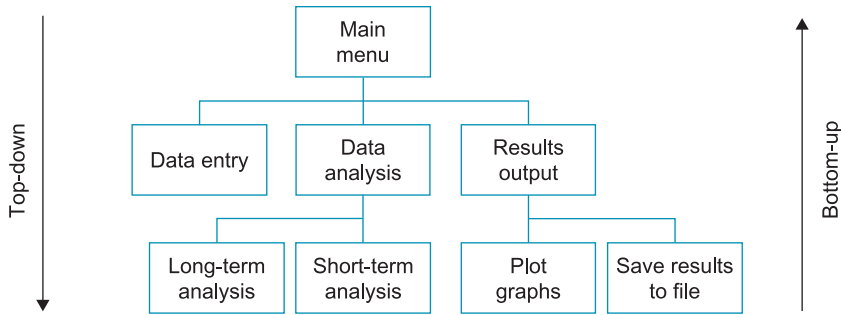 Main
menu
Top-down
Bottom-up
Data entry
Data
analysis
Results
output
Long-term
analysis
Short-term
analysis
Plot
graphs
Save results
to file